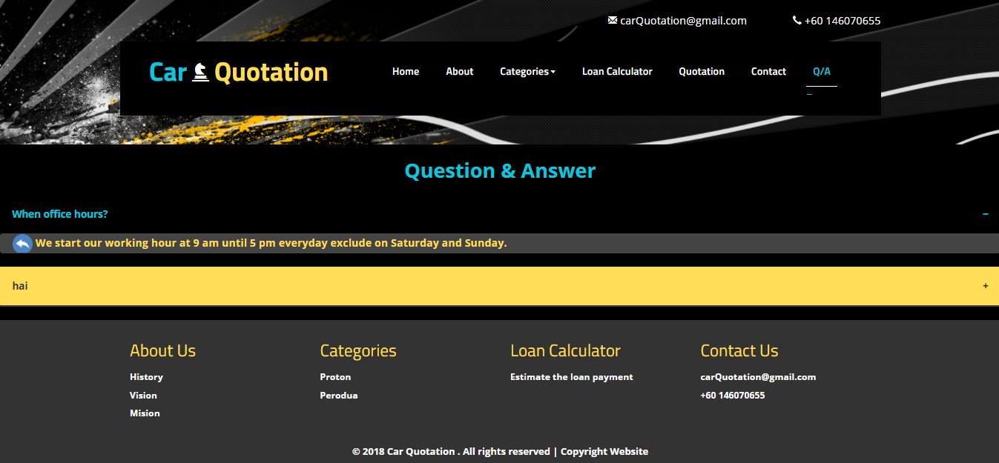 carQuotation@gmail.com +60 146070655
Car Quotation
Home About Categories Loan Calculator Quotation Contact Q/A
Question & Answer
When office hours? −
We start our working hour at 9 am until 5 pm everyday exclude on Saturday and Sunday.
hai +
About Us Categories Loan Calculator Contact Us
History Proton Estimate the loan payment carQuotation@gmail.com
Vision Perodua +60 146070655
Mision
© 2018 Car Quotation . All rights reserved | Copyright Website